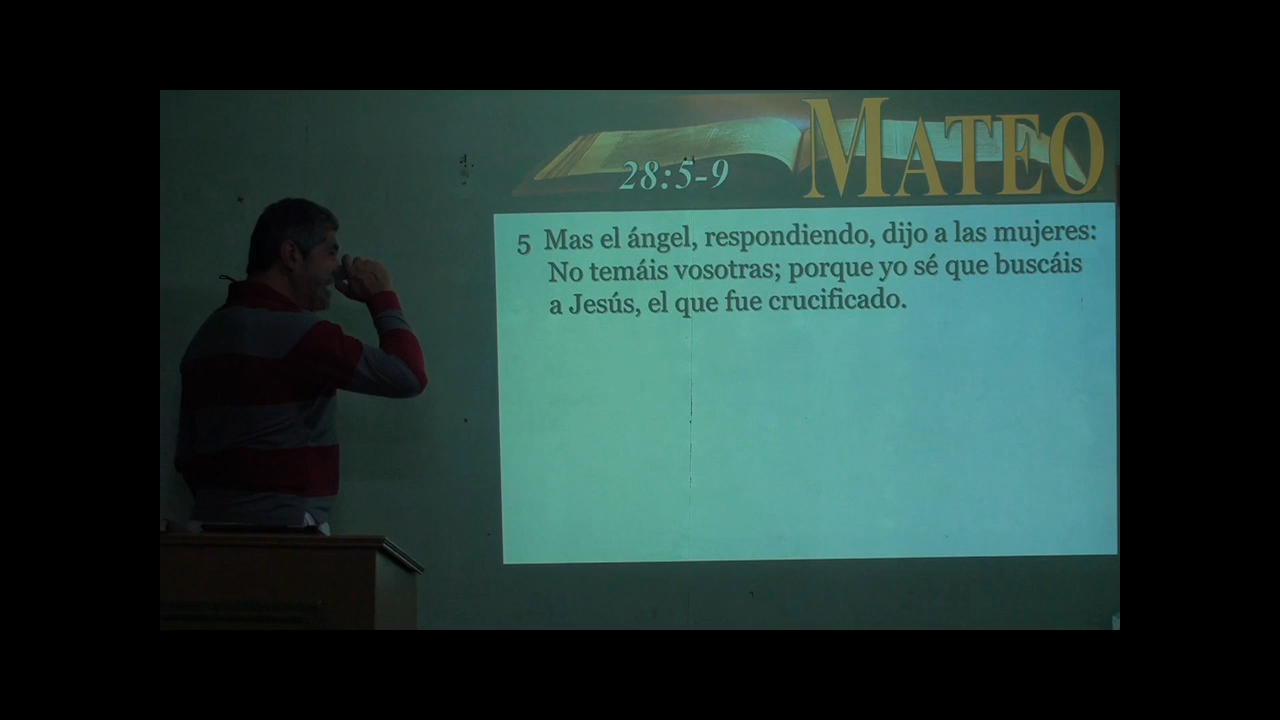 MATEO
28:5-9
5 Mas el ángel, respondiendo, dijo a las mujeres:
No temáis vosotras; porque yo sé que buscáis
a Jesús, el que fue crucificado.